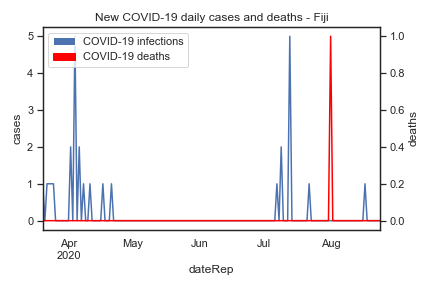 New COVID-19 daily cases and deaths - Fiji
COVID-19 infections
COVID-19 deaths
5
4
3
2
1
0
cases
1.0
0.8
0.6
0.4
0.2
0.0
deaths
Apr
2020
May
Jun
Jul
Aug
dateRep